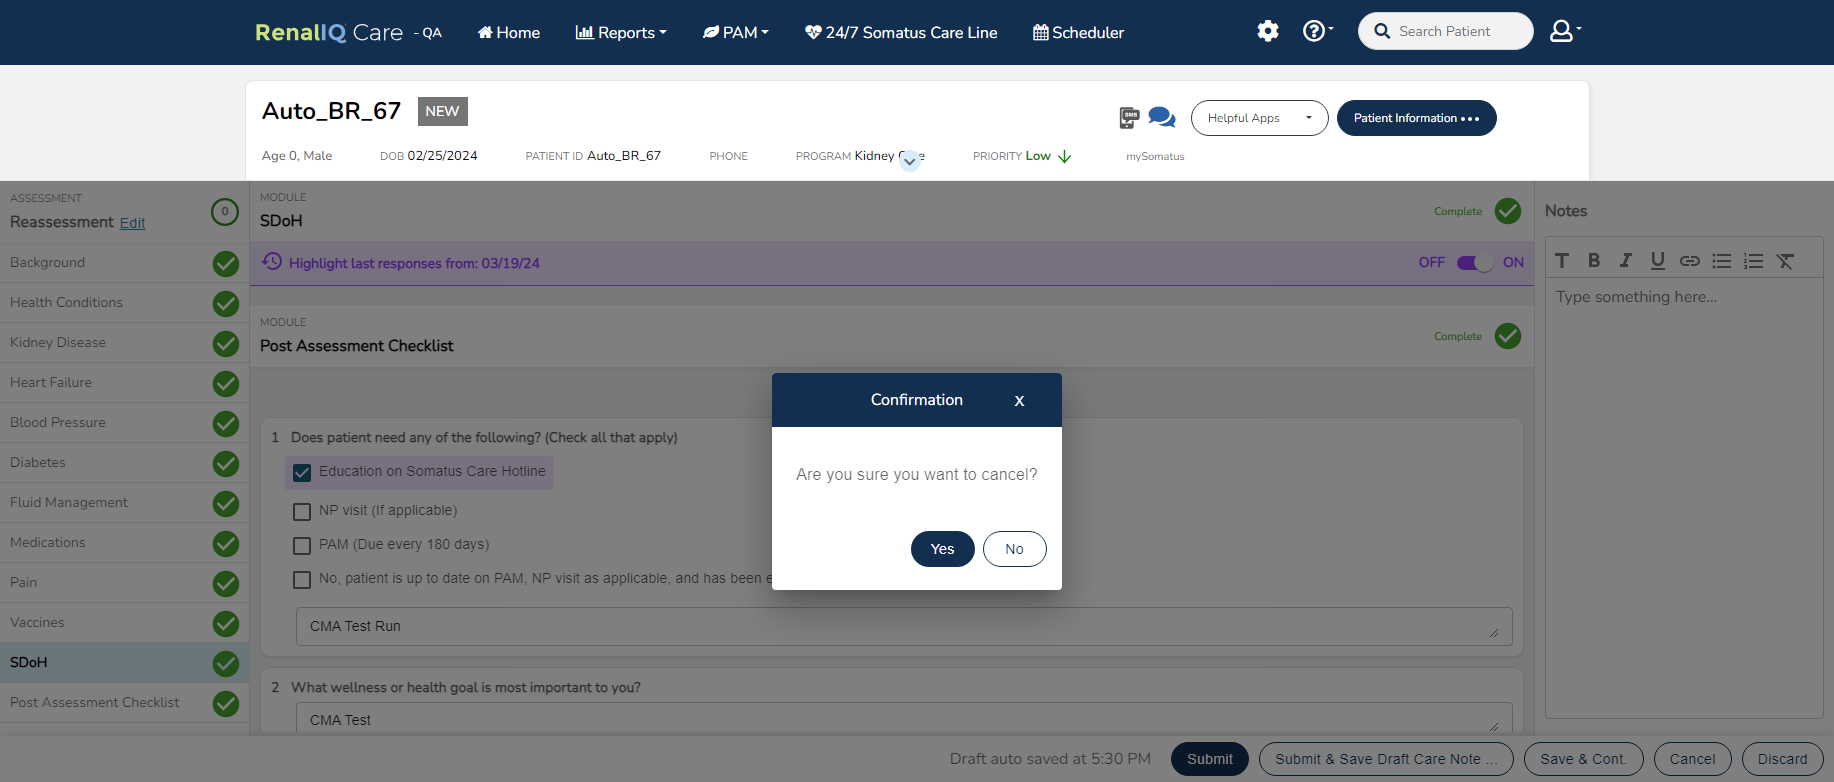 RenalIQ Care - QA
Home
Reports
PAM
24/7 Somatus Care Line
Scheduler
Search Patient
Auto_BR_67
NEW
SMS
Helpful Apps
Patient Information
Age 0, Male
DOB 02/25/2024
PATIENT ID Auto_BR_67
PHONE
PROGRAM Kidney
PRIORITY Low
mySomatus
ASSESSMENT
Reassessment Edit
0
Background
Health Conditions
Kidney Disease
Heart Failure
Blood Pressure
Diabetes
Fluid Management
Medications
Pain
Vaccines
SDoH
Post Assessment Checklist
MODULE
SDoH
Complete
Highlight last responses from: 03/19/24
OFF
ON
MODULE
Post Assessment Checklist
Complete
1 Does patient need any of the following? (Check all that apply)
Education on Somatus Care Hotline
NP visit (If applicable)
PAM (Due every 180 days)
No, patient is up to date on PAM, NP visit as applicable, and has been
CMA Test Run
2 What wellness or health goal is most important to you?
CMA Test
Confirmation
X
Are you sure you want to cancel?
Yes
No
Notes
T B I U
Type something here...
Draft auto saved at 5:30 PM
Submit
Submit & Save Draft Care Note ...
Save & Cont.
Cancel
Discard